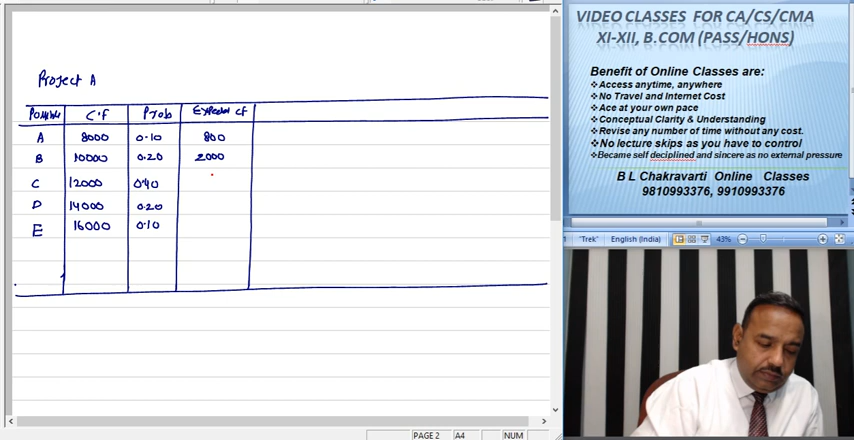 Project A
Possible C.F Prob Expected CF
A 8000 0.10 800
B 10000 0.20 2000
C 12000 0.40
D 14000 0.20
E 16000 0.10
PAGE 2 A4 NUM
VIDEO CLASSES FOR CA/CS/CMA
XI-XII, B.COM (PASS/HONS)
Benefit of Online Classes are:
❖Access anytime, anywhere
❖No Travel and Internet Cost
❖Ace at your own pace
❖Conceptual Clarity & Understanding
❖Revise any number of time without any cost.
❖No lecture skips as you have to control
❖Became self deciplined and sincere as no external pressure
B L Chakravarti Online Classes
9810993376, 9910993376
1 "Trek" English (India) 43%